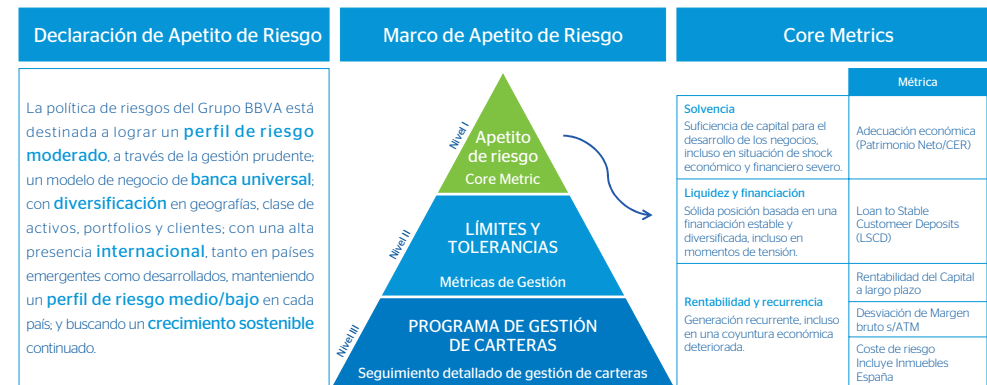 Declaración de Apetito de Riesgo
La política de riesgos del Grupo BBVA está
destinada a lograr un perfil de riesgo
moderado, a través de la gestión prudente;
un modelo de negocio de banca universal;
con diversificación en geografías, clase de
activos, portfolios y clientes; con una alta
presencia internacional, tanto en países
emergentes como desarrollados, manteniendo
un perfil de riesgo medio/bajo en cada
país; y buscando un crecimiento sostenible
continuado.
Marco de Apetito de Riesgo
Nivel I
Apetito
de riesgo
Core Metric
Nivel II
LÍMITES Y
TOLERANCIAS
Métricas de Gestión
Nivel III
PROGRAMA DE GESTIÓN
DE CARTERAS
Seguimiento detallado de gestión de carteras
Core Metrics
Métrica
Solvencia
Suficiencia de capital para el
desarrollo de los negocios,
incluso en situación de shock
económico y financiero severo.
Adecuación económica
(Patrimonio Neto/CER)
Liquidez y financiación
Sólida posición basada en una
financiación estable y
diversificada, incluso en
momentos de tensión.
Loan to Stable
Customeer Deposits
(LSCD)
Rentabilidad y recurrencia
Generación recurrente, incluso
en una coyuntura económica
deteriorada.
Rentabilidad del Capital
a largo plazo
Desviación de Margen
bruto s/ATM
Coste de riesgo
Incluye Inmuebles
España